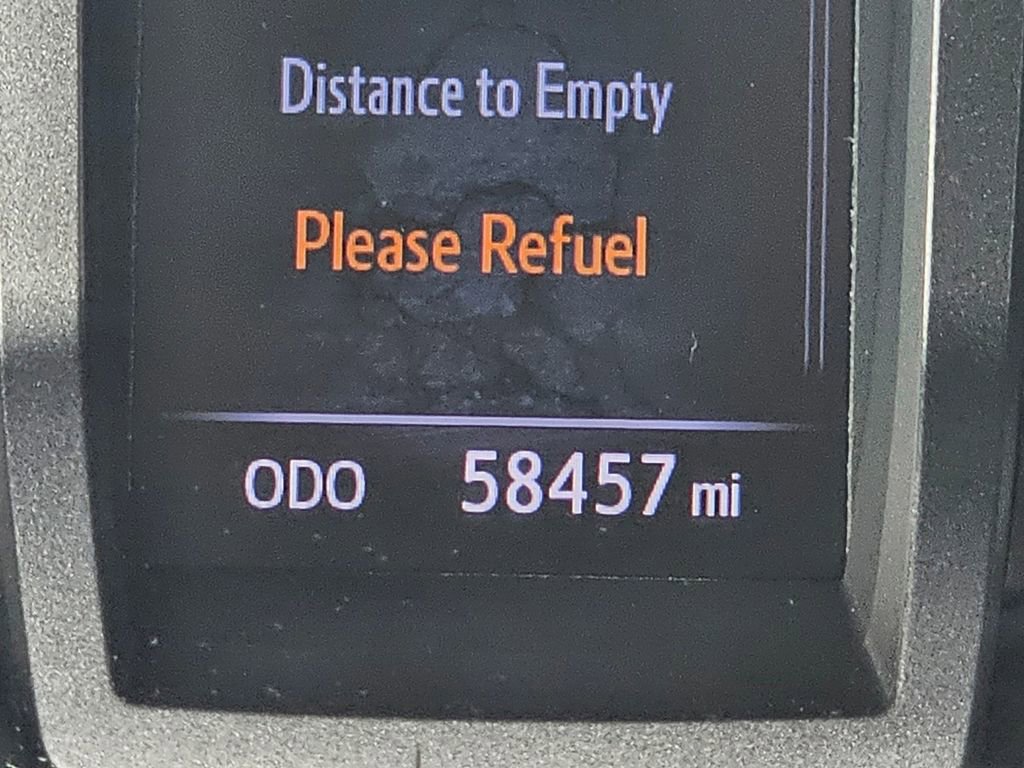 Distance to Empty
Please Refuel
ODO 58457 mi